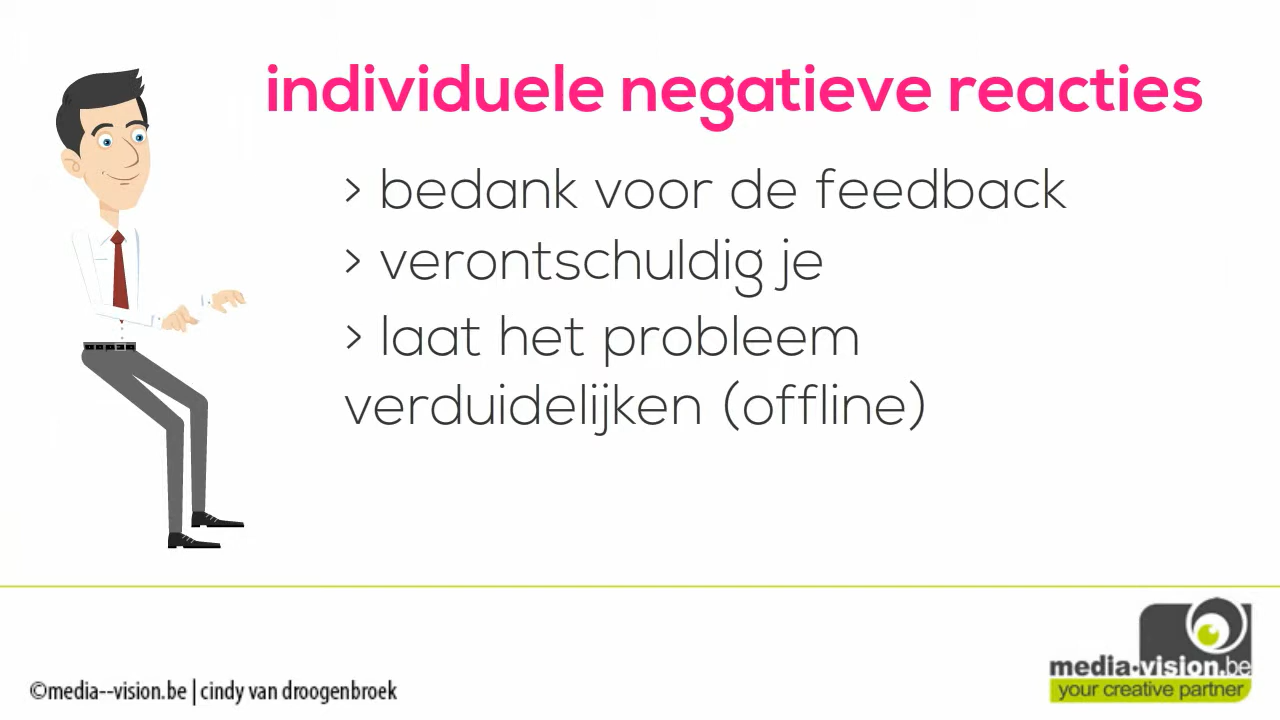 individuele negatieve reacties
> bedank voor de feedback
> verontschuldig je
> laat het probleem
verduidelijken (offline)
©media--vision.be | cindy van droogenbroek
media-vision.be
your creative partner